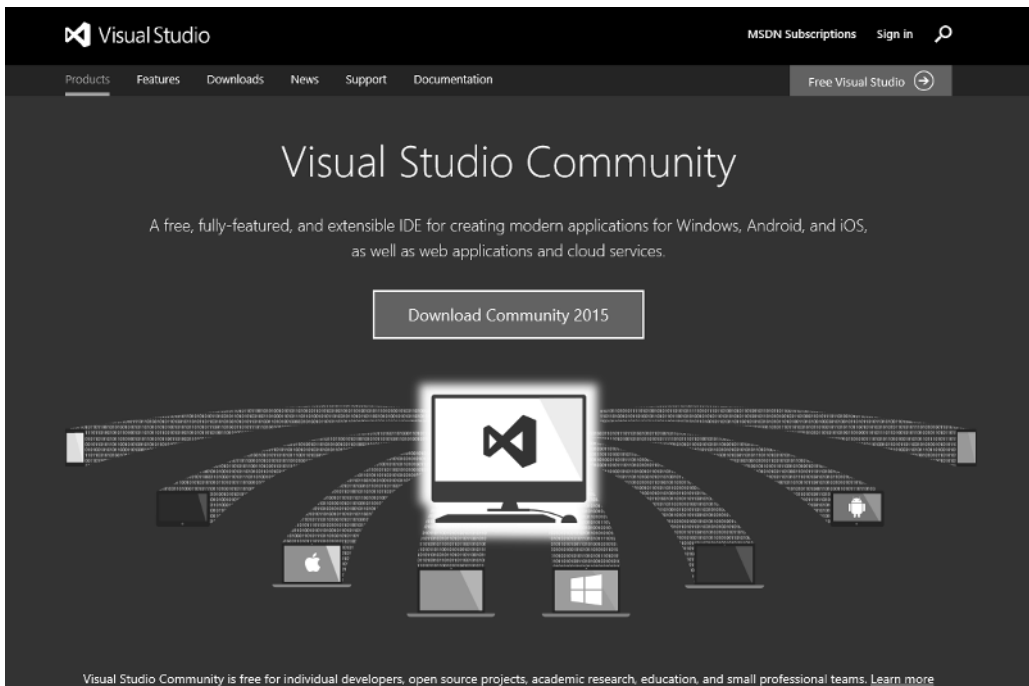 Visual Studio
MSDN Subscriptions Sign in
Products Features Downloads News Support Documentation
Free Visual Studio
Visual Studio Community
A free, fully-featured, and extensible IDE for creating modern applications for Windows, Android, and iOS,
as well as web applications and cloud services.
Download Community 2015
Visual Studio Community is free for individual developers, open source projects, academic research, education, and small professional teams. Learn more